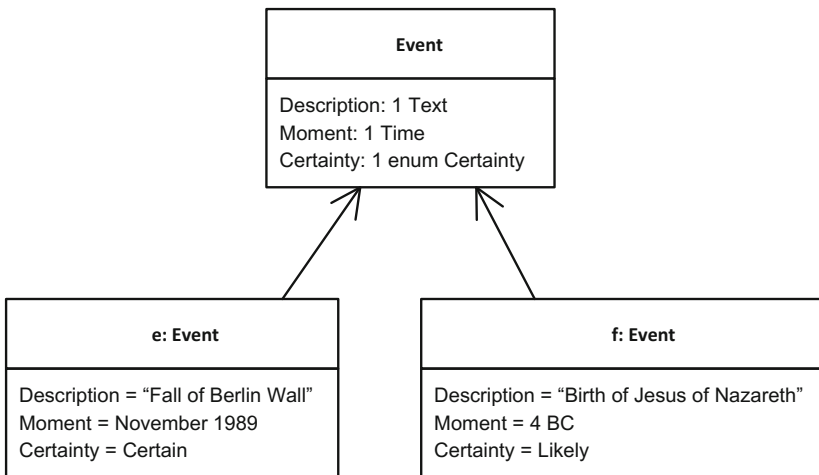 Event
Description: 1 Text
Moment: 1 Time
Certainty: 1 enum Certainty
e: Event
Description = “Fall of Berlin Wall”
Moment = November 1989
Certainty = Certain
f: Event
Description = “Birth of Jesus of Nazareth”
Moment = 4 BC
Certainty = Likely